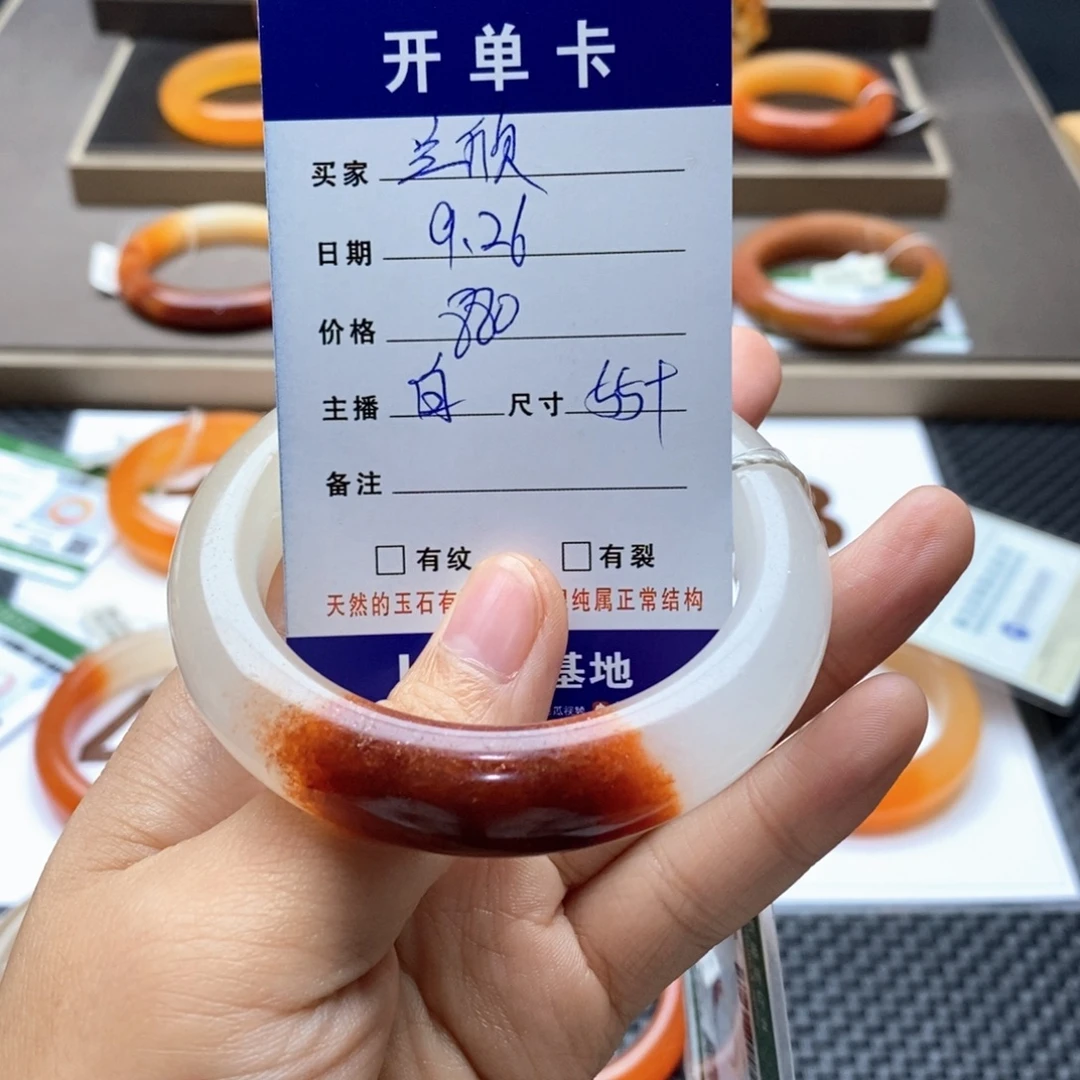 开单卡
买家 兰欣
日期 9.26
价格 880
主播 白 尺寸 55+
备注
有纹 有裂
天然的玉石有 纯属正常结构
基地